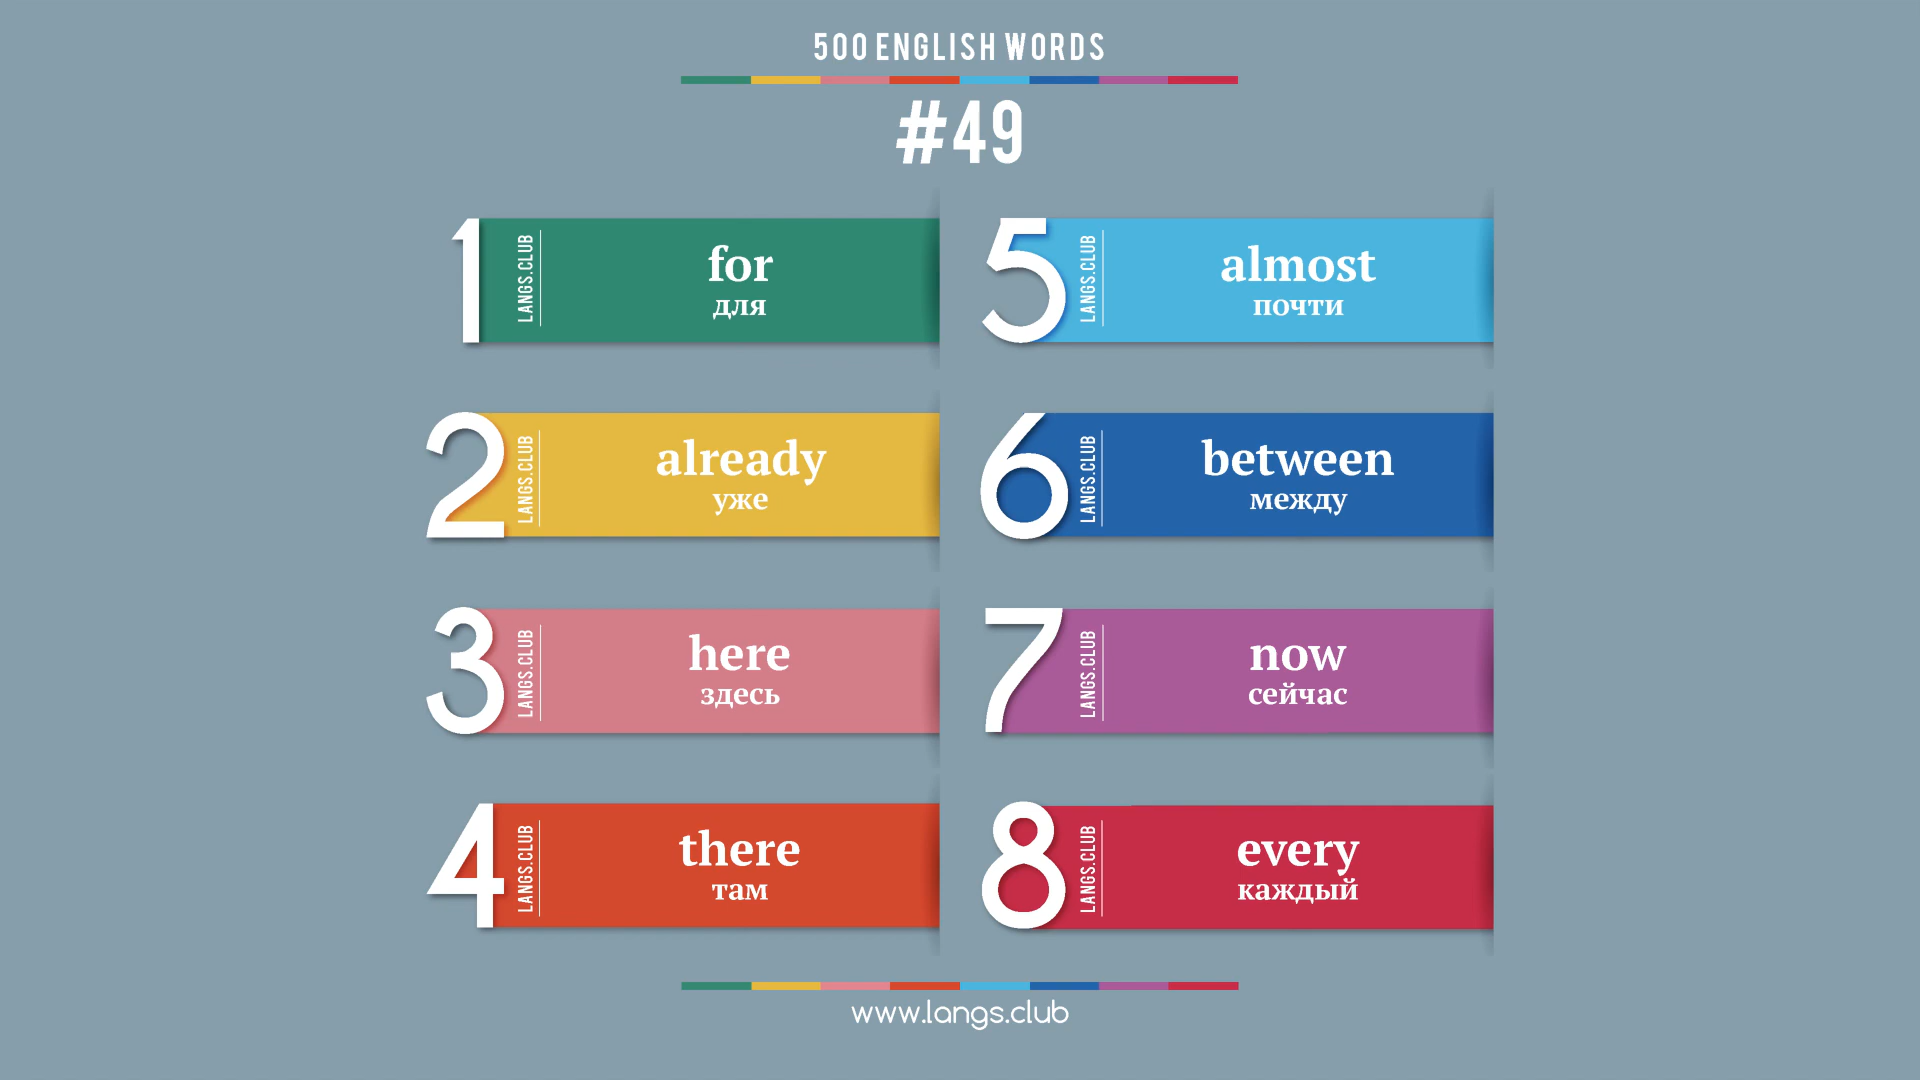 500 ENGLISH WORDS
#49
1
LANGS.CLUB
for
для
2
LANGS.CLUB
already
уже
3
LANGS.CLUB
here
здесь
4
LANGS.CLUB
there
там
5
LANGS.CLUB
almost
почти
6
LANGS.CLUB
between
между
7
LANGS.CLUB
now
сейчас
8
LANGS.CLUB
every
каждый
www.langs.club